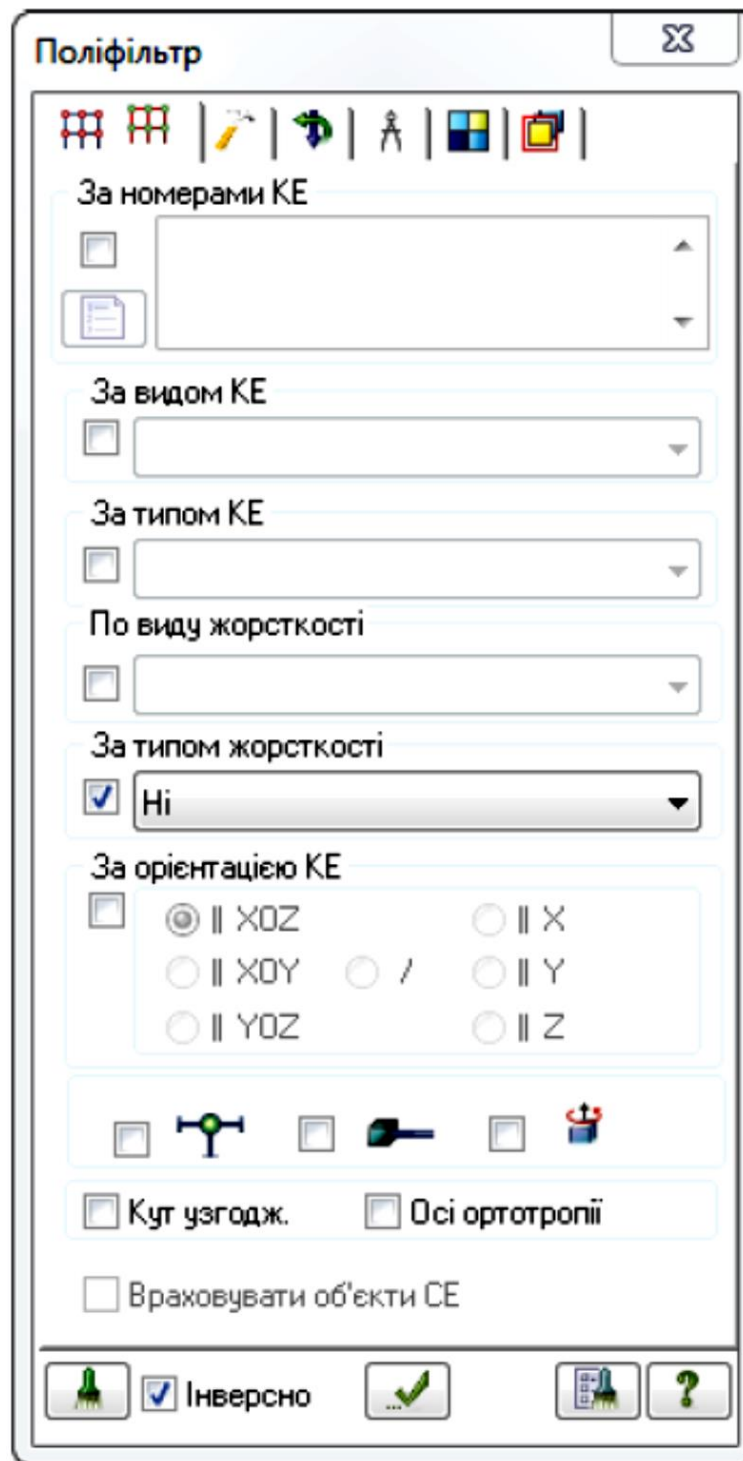 Поліфільтр
За номерами КЕ
За видом КЕ
За типом КЕ
По виду жорсткості
За типом жорсткості
Ні
За орієнтацією КЕ
|| XOZ || X
|| XOY / || Y
|| YOZ || Z
Кут узгодж. Осі ортотропії
Враховувати об'єкти СЕ
Інверсно
?